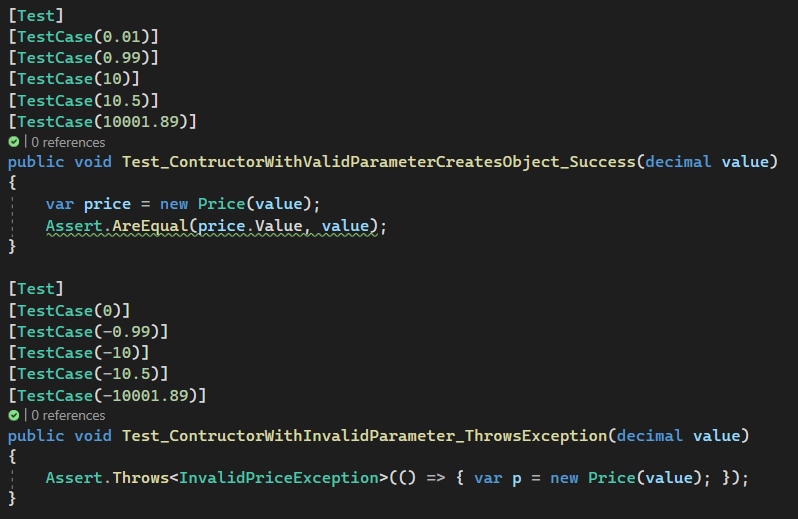 [Test]
[TestCase(0.01)]
[TestCase(0.99)]
[TestCase(10)]
[TestCase(10.5)]
[TestCase(10001.89)]
| 0 references
public void Test_ContructorWithValidParameterCreatesObject_Success(decimal value)
{
var price = new Price(value);
Assert.AreEqual(price.Value, value);
}
[Test]
[TestCase(0)]
[TestCase(-0.99)]
[TestCase(-10)]
[TestCase(-10.5)]
[TestCase(-10001.89)]
| 0 references
public void Test_ContructorWithInvalidParameter_ThrowsException(decimal value)
{
Assert.Throws<InvalidPriceException>(() => { var p = new Price(value); });
}